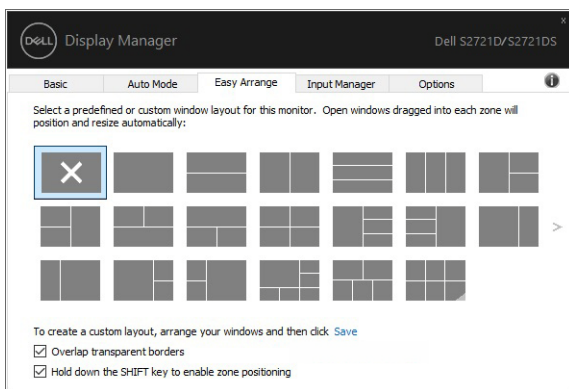 x
DELL Display Manager Dell S2721D/S2721DS
Basic Auto Mode Easy Arrange Input Manager Options i
Select a predefined or custom window layout for this monitor. Open windows dragged into each zone will
position and resize automatically:
>
To create a custom layout, arrange your windows and then click Save
Overlap transparent borders
Hold down the SHIFT key to enable zone positioning